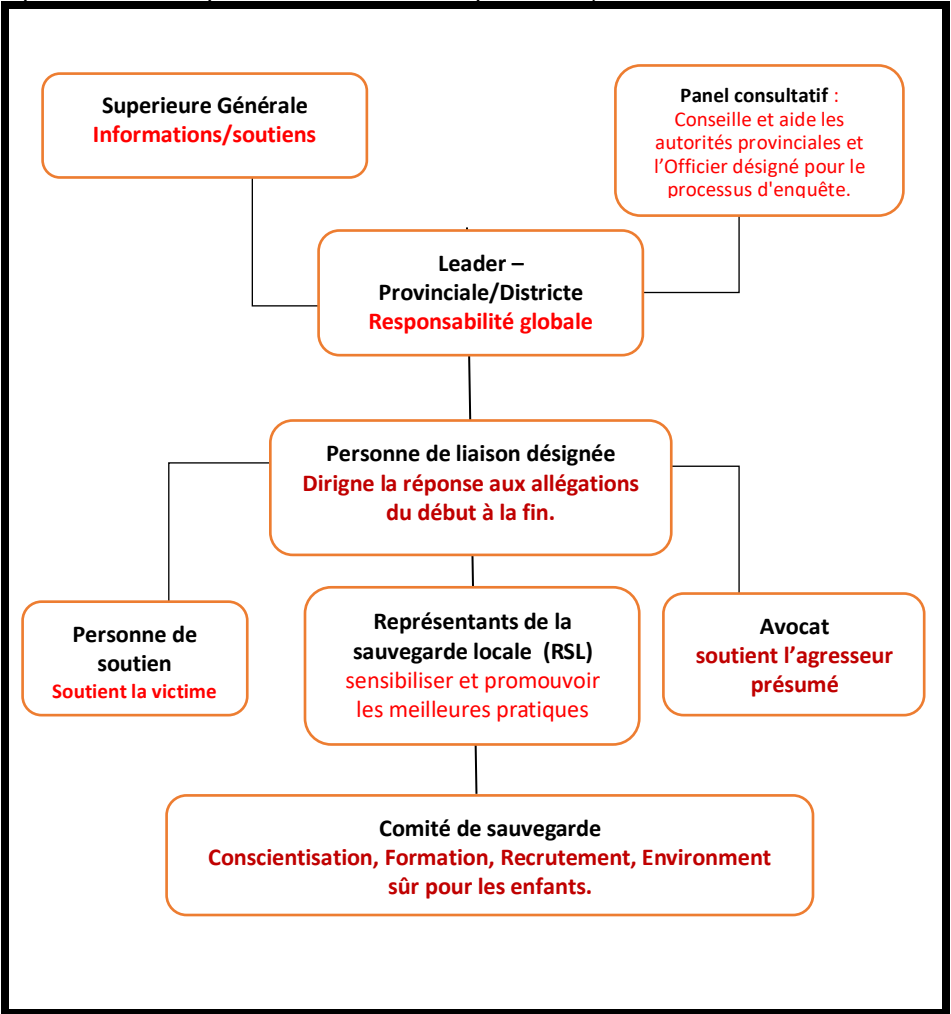 Superieure Générale
Informations/soutiens
Panel consultatif :
Conseille et aide les
autorités provinciales et
l’Officier désigné pour le
processus d'enquête.
Leader –
Provinciale/Districte
Responsabilité globale
Personne de liaison désignée
Dirigne la réponse aux allégations
du début à la fin.
Personne de
soutien
Soutient la victime
Représentants de la
sauvegarde locale (RSL)
sensibiliser et promouvoir
les meilleures pratiques
Avocat
soutient l’agresseur
présumé
Comité de sauvegarde
Conscientisation, Formation, Recrutement, Environment
sûr pour les enfants.